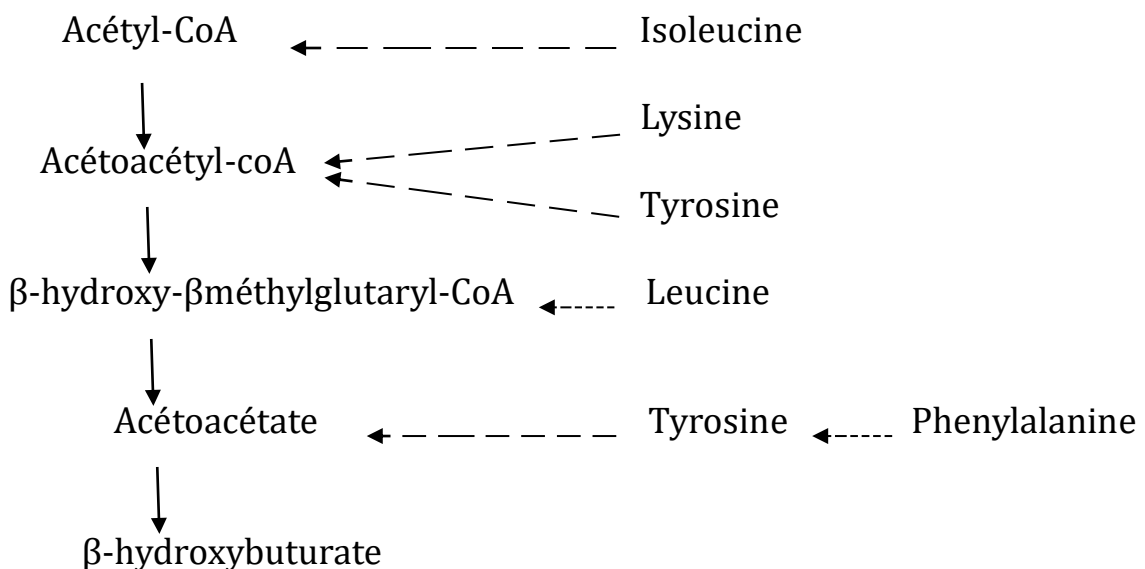 Acétyl-CoA Isoleucine
Lysine
Acétoacétyl-coA
Tyrosine
β-hydroxy-βméthylglutaryl-CoA Leucine
Acétoacétate Tyrosine Phenylalanine
β-hydroxybuturate